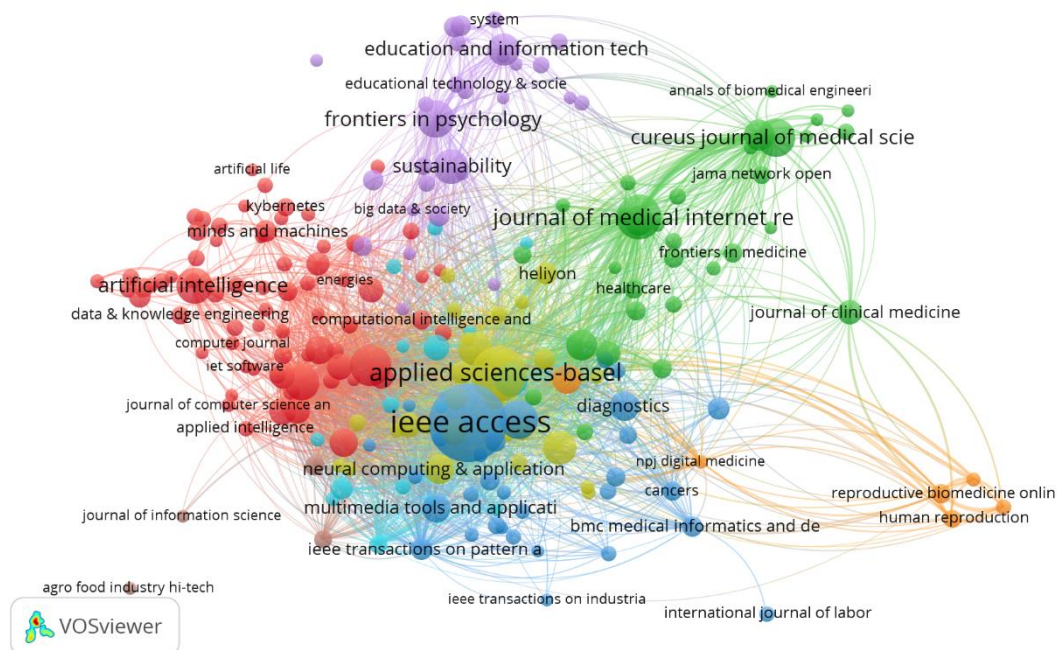 system
education and information tech
educational technology & socie
annals of biomedical engineeri
frontiers in psychology
cureus journal of medical scie
sustainability
artificial life
jama network open
kybernetes
big data & society
journal of medical internet re
minds and machines
frontiers in medicine
heliyon
energies
artificial intelligence
healthcare
data & knowledge engineering
computational intelligence and
journal of clinical medicine
computer journal
iet software
applied sciences-basel
journal of computer science an
diagnostics
ieee access
applied intelligence
npj digital medicine
neural computing & application
cancers
reproductive biomedicine onlin
multimedia tools and applicati
journal of information science
human reproduction
bmc medical informatics and de
ieee transactions on pattern a
agro food industry hi-tech
ieee transactions on industria
international journal of labor
VOSviewer